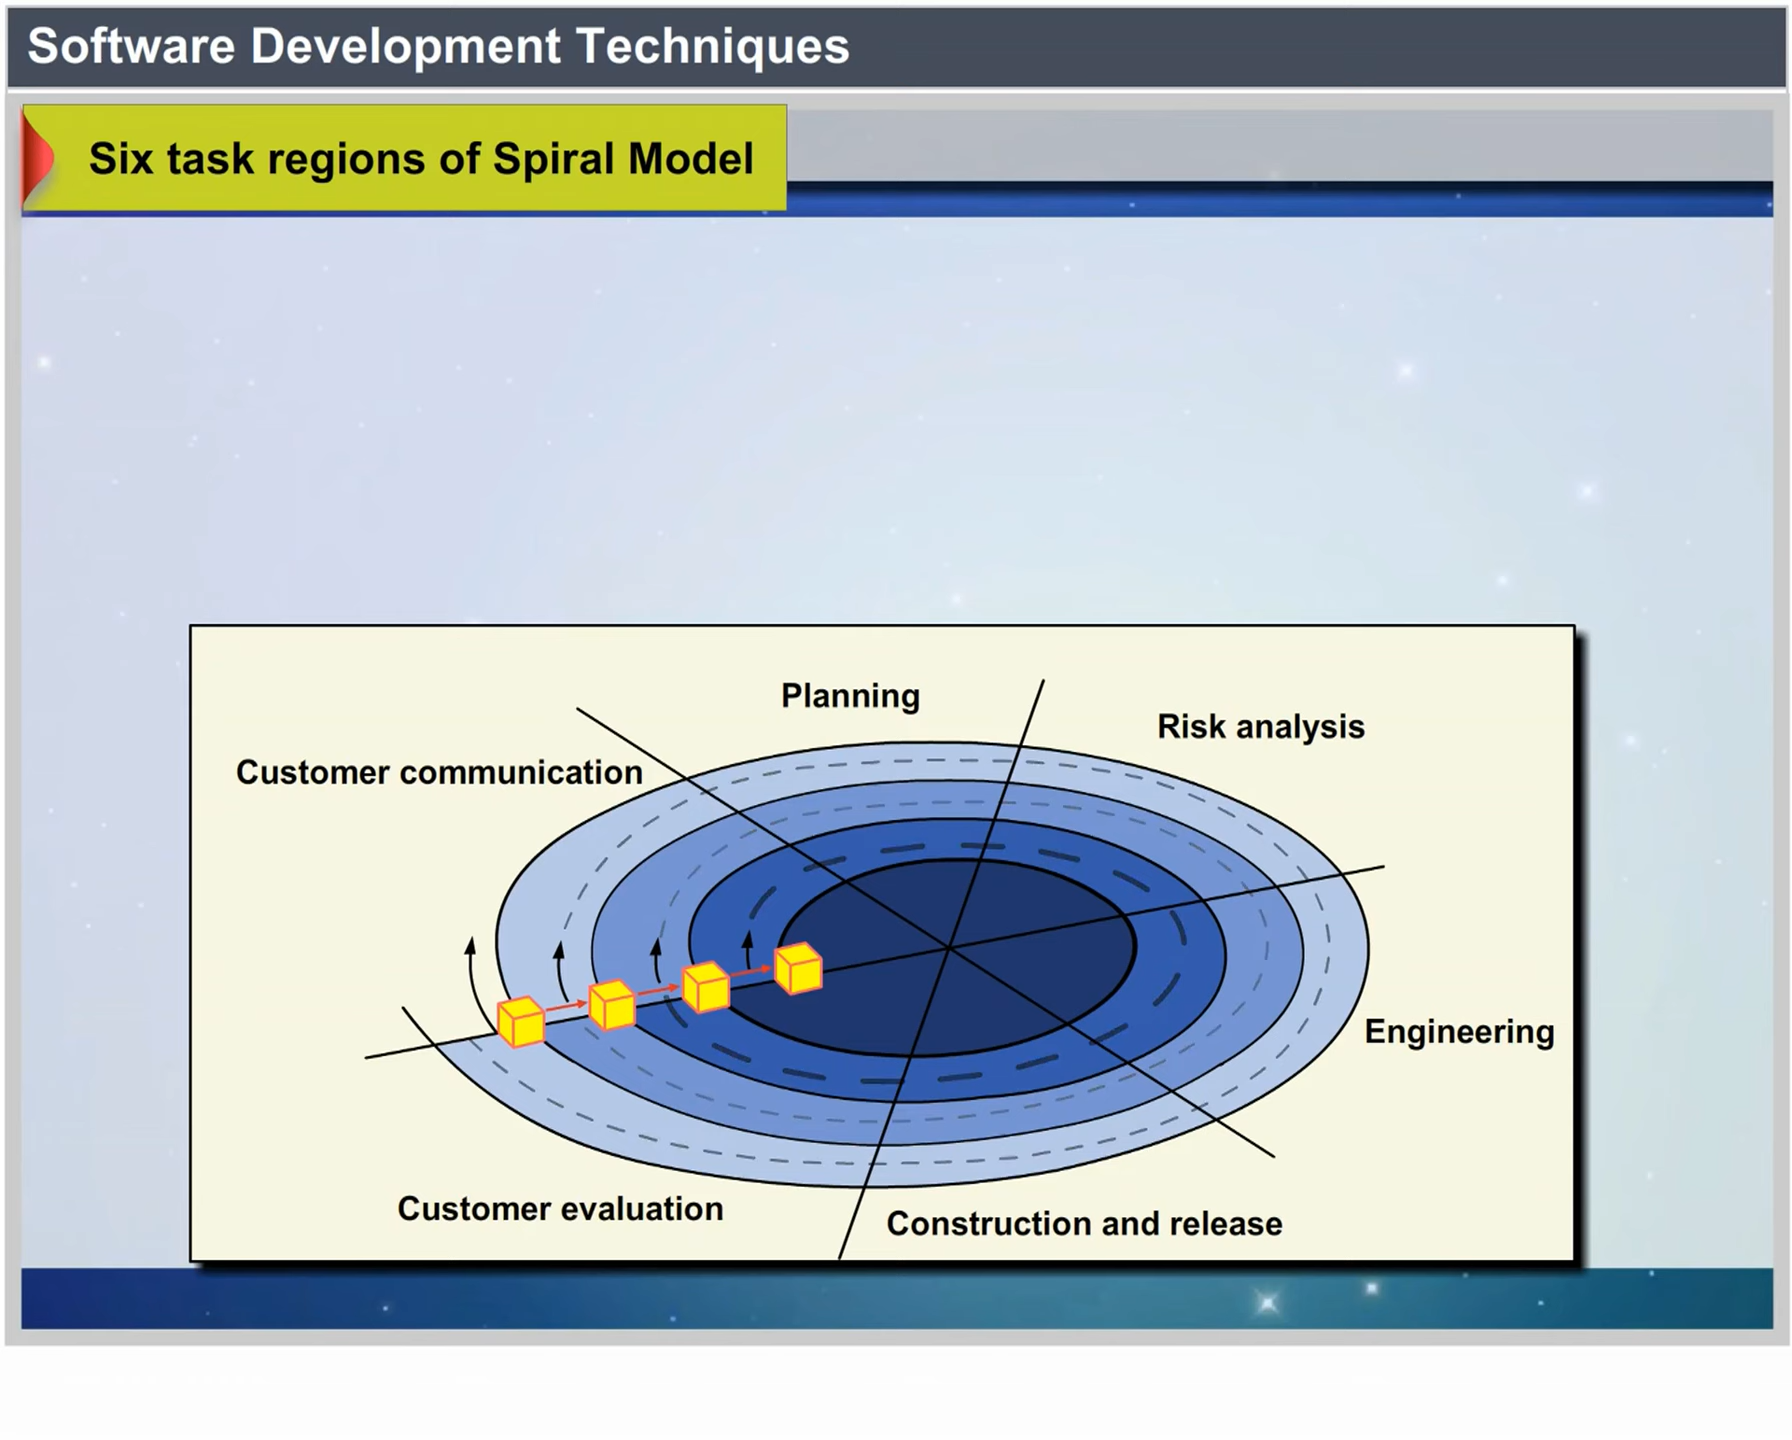 Software Development Techniques
Six task regions of Spiral Model
Planning
Risk analysis
Customer communication
Engineering
Customer evaluation
Construction and release